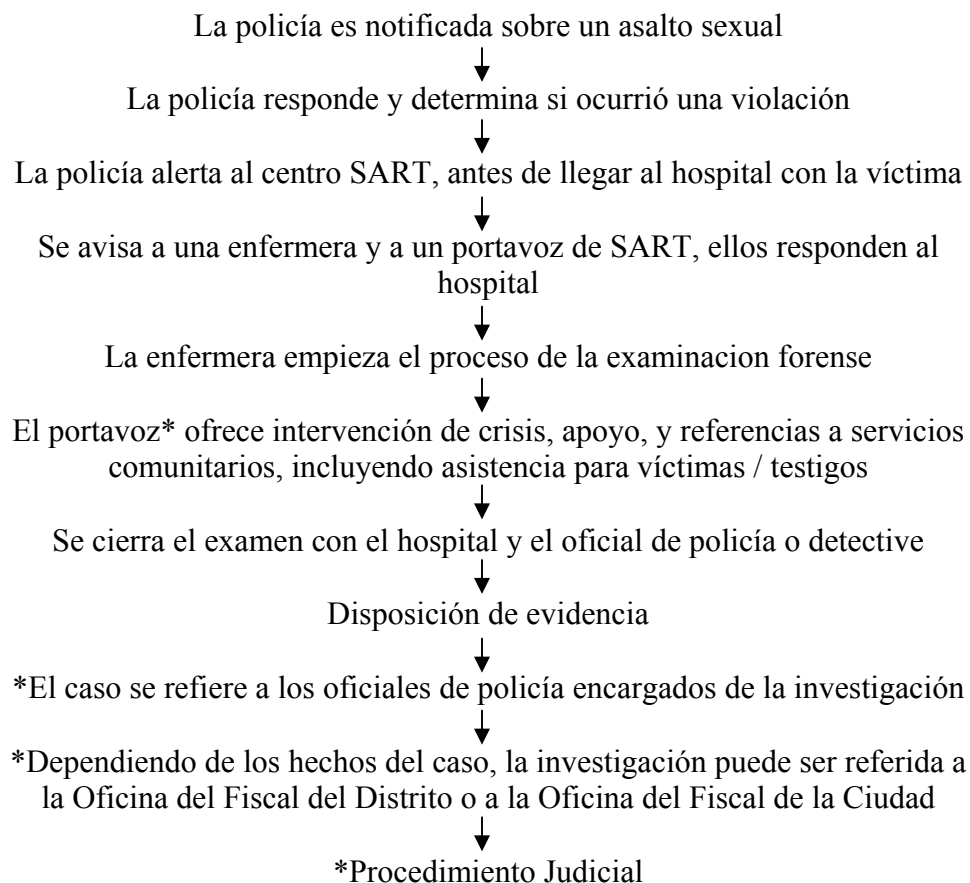 La policía es notificada sobre un asalto sexual
La policía responde y determina si ocurrió una violación
La policía alerta al centro SART, antes de llegar al hospital con la víctima
Se avisa a una enfermera y a un portavoz de SART, ellos responden al
hospital
La enfermera empieza el proceso de la examinacion forense
El portavoz* ofrece intervención de crisis, apoyo, y referencias a servicios
comunitarios, incluyendo asistencia para víctimas / testigos
Se cierra el examen con el hospital y el oficial de policía o detective
Disposición de evidencia
*El caso se refiere a los oficiales de policía encargados de la investigación
*Dependiendo de los hechos del caso, la investigación puede ser referida a
la Oficina del Fiscal del Distrito o a la Oficina del Fiscal de la Ciudad
*Procedimiento Judicial